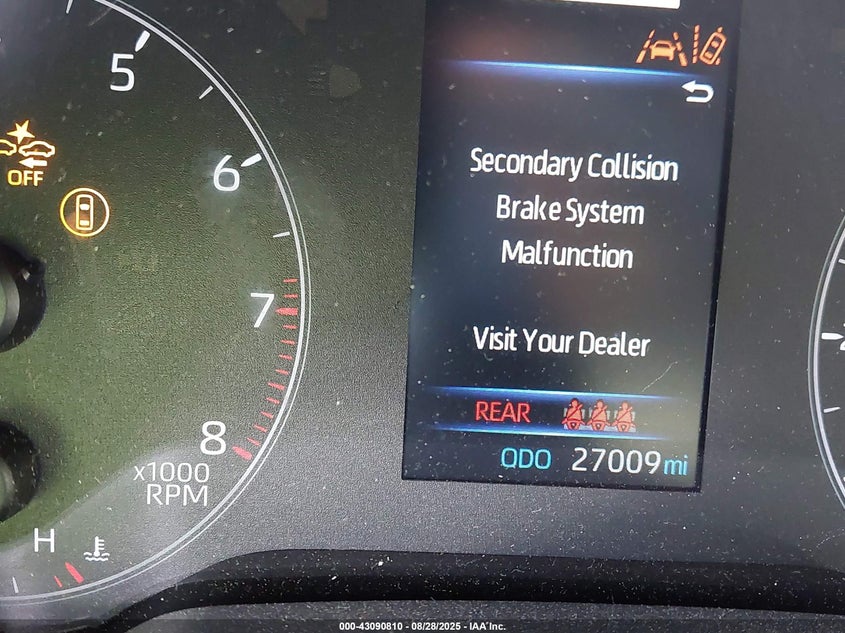 5
6
OFF
7
8
x1000
RPM
H
Secondary Collision
Brake System
Malfunction
Visit Your Dealer
REAR
ODO 27009 mi
000-43090810 - 08/28/2025 - IAA Inc.